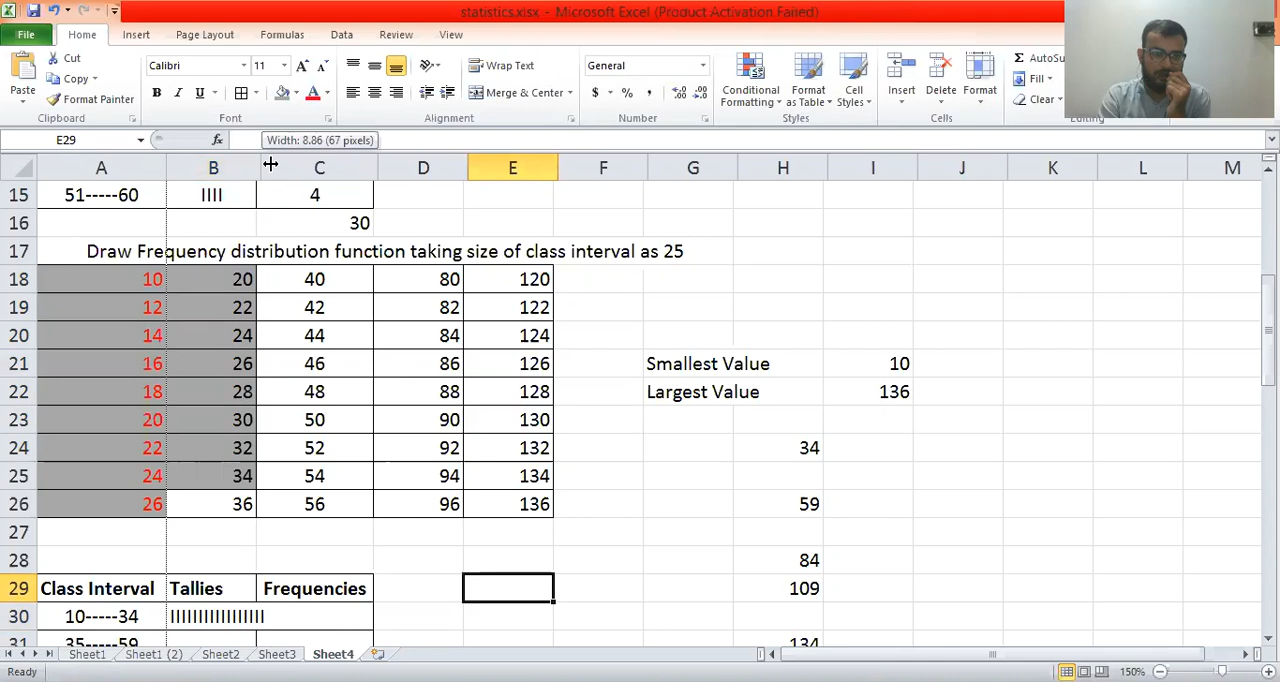 statistics.xlsx - Microsoft Excel (Product Activation Failed)
File Home Insert Page Layout Formulas Data Review View
Cut
Copy
Format Painter
Paste
Clipboard
Calibri 11
B I U
Font
Wrap Text
Merge & Center
Alignment
General
$ % ,
Number
Conditional Formatting
Format as Table
Cell Styles
Styles
Insert Delete Format
Cells
Σ AutoSu
Fill
Clear
E29 fx
Width: 8.86 (67 pixels)
A B C D E F G H I J K L M
15 51-----60 IIII 4
16 30
17 Draw Frequency distribution function taking size of class interval as 25
18 10 20 40 80 120
19 12 22 42 82 122
20 14 24 44 84 124
21 16 26 46 86 126 Smallest Value 10
22 18 28 48 88 128 Largest Value 136
23 20 30 50 90 130
24 22 32 52 92 132 34
25 24 34 54 94 134
26 26 36 56 96 136 59
27
28 84
29 Class Interval Tallies Frequencies 109
30 10-----34 IIIIIIIIIIIIIIIII
31 35-----59 134
Sheet1 Sheet1 (2) Sheet2 Sheet3 Sheet4
Ready 150%